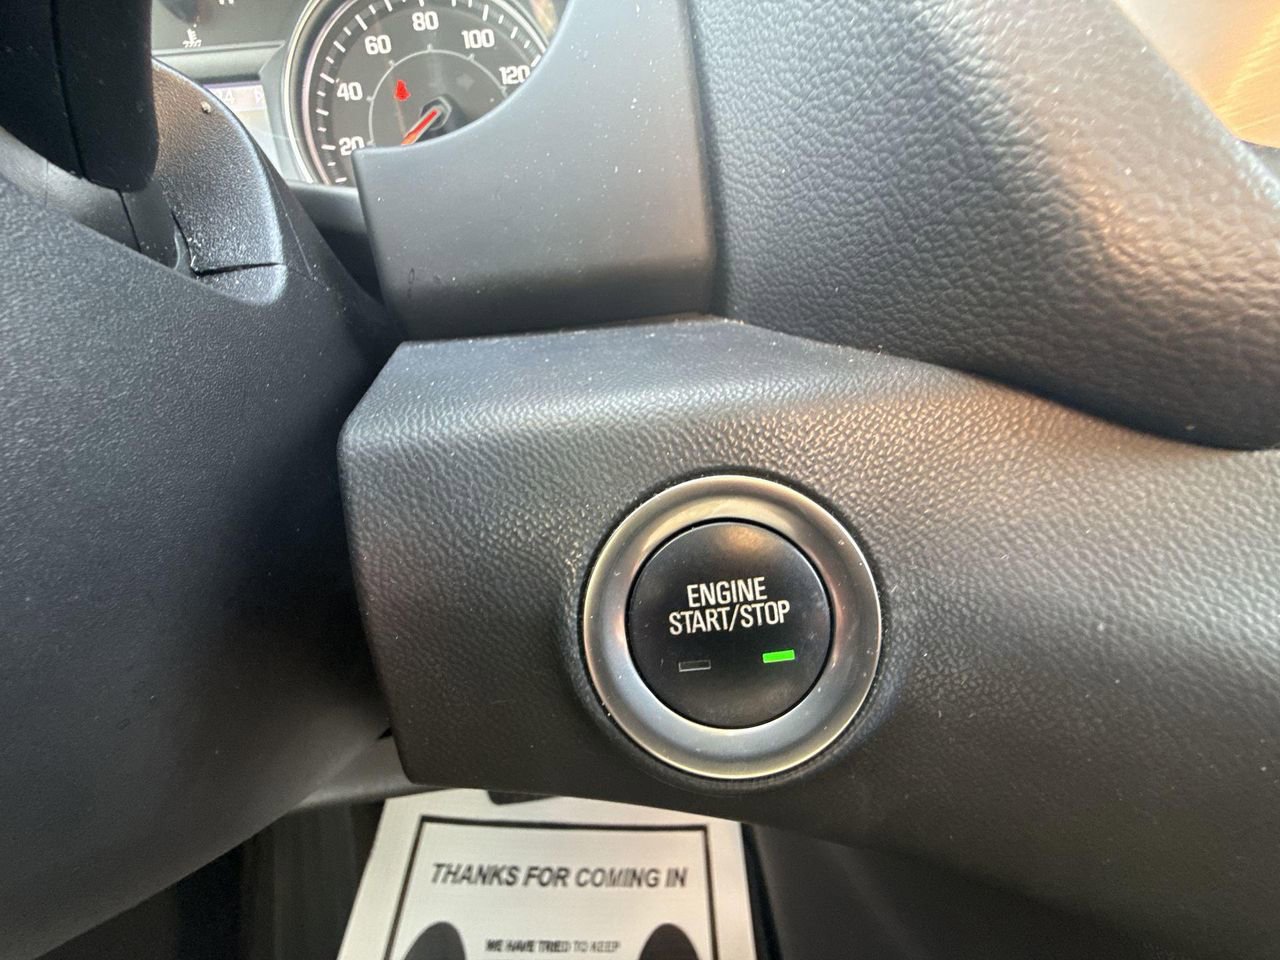 80
60
100
40
120
20
ENGINE
START/STOP
THANKS FOR COMING IN
WE HAVE TRIED TO KEEP